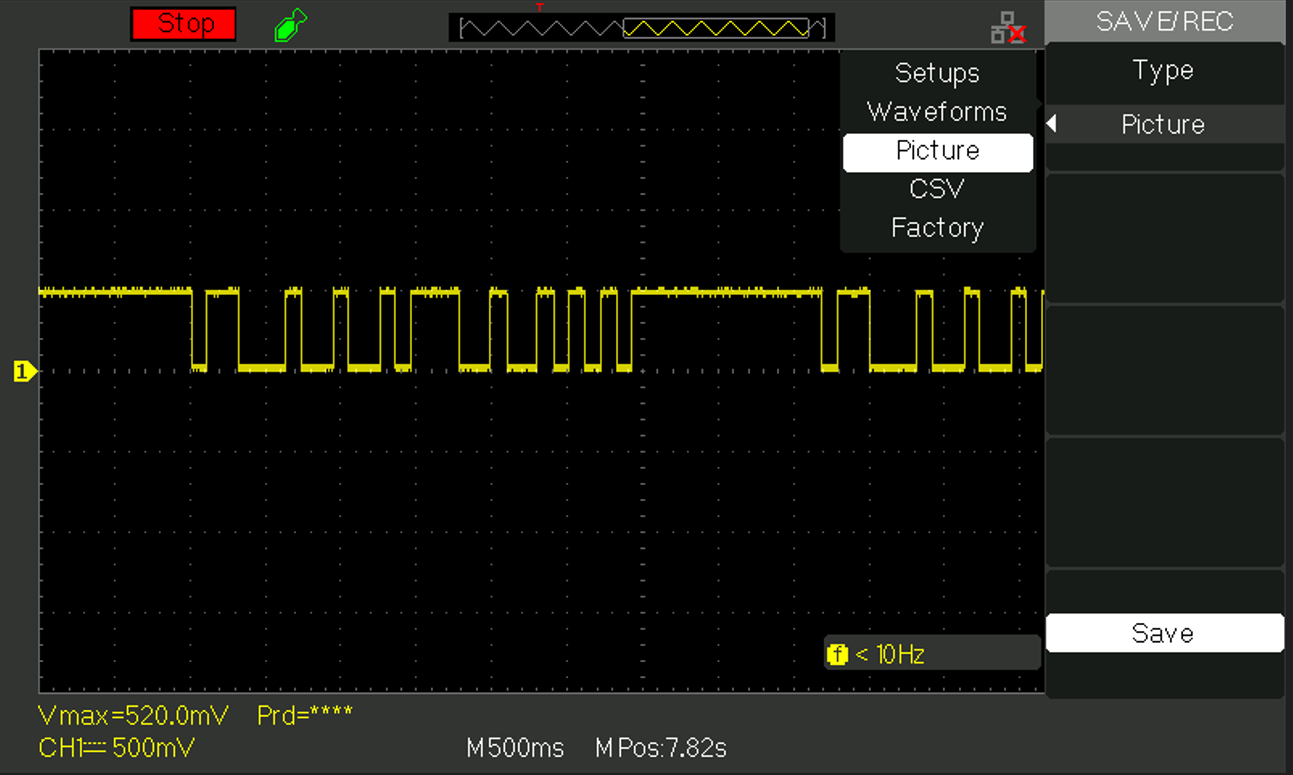 Stop
T
SAVE/REC
Type
Picture
Setups
Waveforms
Picture
CSV
Factory
1
Save
f < 10Hz
Vmax=520.0mV Prd=****
CH1 500mV M500ms MPos:7.82s